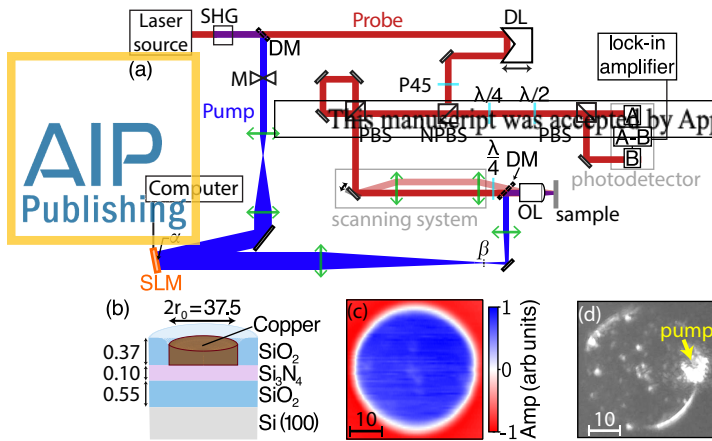 Laser
source
SHG
DM
Probe
DL
(a)
M
Pump
P45
λ/4
λ/2
lock-in
amplifier
AIP
Publishing
This manuscript was accepted by App
PBS
NPBS
PBS
A
A-B
B
photodetector
Computer
λ/4
DM
scanning system
OL
sample
α
β
SLM
(b)
2r₀=37.5
Copper
0.37
SiO₂
0.10
Si₃N₄
0.55
SiO₂
Si(100)
(c)
10
1
0
-1
Amp (arb units)
(d)
pump
10